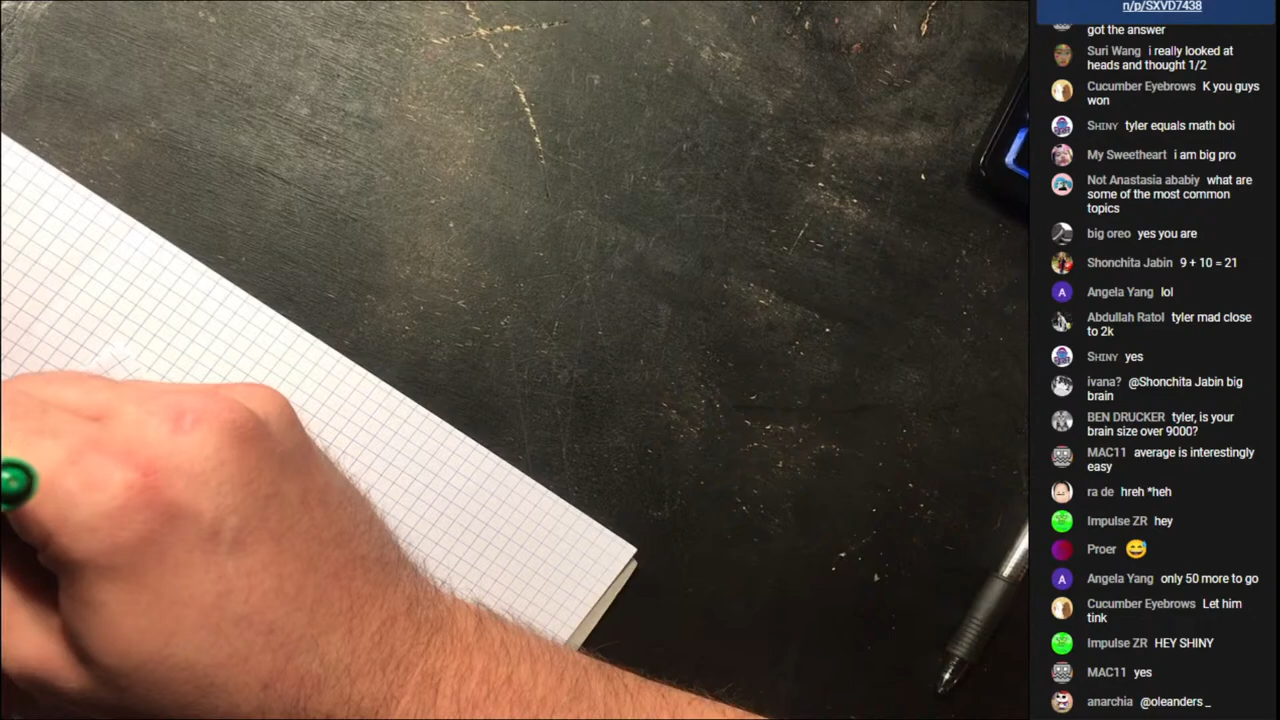 n/p/SXVD7438
got the answer
Suri Wang i really looked at
heads and thought 1/2
Cucumber Eyebrows K you guys
won
SHINY tyler equals math boi
My Sweetheart i am big pro
Not Anastasia ababiy what are
some of the most common
topics
big oreo yes you are
Shonchita Jabin 9 + 10 = 21
A Angela Yang lol
Abdullah Ratol tyler mad close
to 2k
SHINY yes
ivana? @Shonchita Jabin big
brain
BEN DRUCKER tyler, is your
brain size over 9000?
MAC11 average is interestingly
easy
ra de hreh *heh
Impulse ZR hey
Proer 😅
A Angela Yang only 50 more to go
Cucumber Eyebrows Let him
tink
Impulse ZR HEY SHINY
MAC11 yes
anarchia @oleanders _